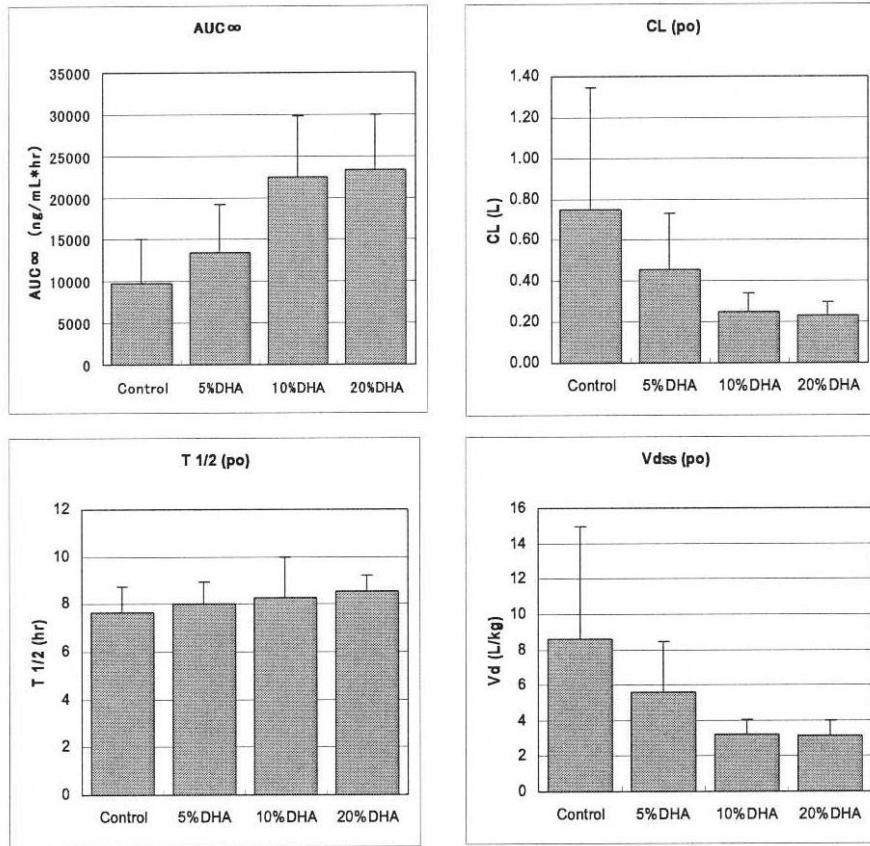 AUC∞
35000
30000
25000
20000
15000
10000
5000
0
AUC∞ (ng/mL*hr)
Control 5%DHA 10%DHA 20%DHA
CL (po)
1.40
1.20
1.00
0.80
0.60
0.40
0.20
0.00
CL (L)
Control 5%DHA 10%DHA 20%DHA
T 1/2 (po)
12
10
8
6
4
2
0
T 1/2 (hr)
Control 5%DHA 10%DHA 20%DHA
Vdss (po)
16
14
12
10
8
6
4
2
0
Vd (L/kg)
Control 5%DHA 10%DHA 20%DHA